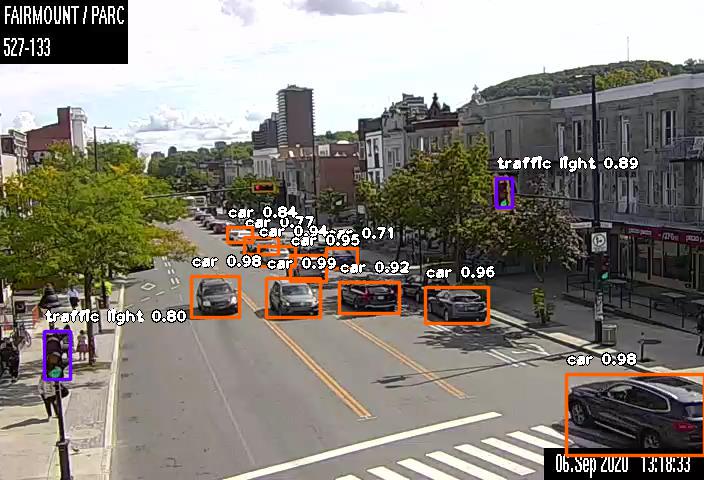 FAIRMOUNT / PARC
527-133
traffic light 0.89
car 0.84
0.77
car 0.94
car 0.71
car 0.95
car 0.98
0.99
car 0.92
car 0.96
traffic light 0.80
car 0.98
06.Sep 2020 13:18:33